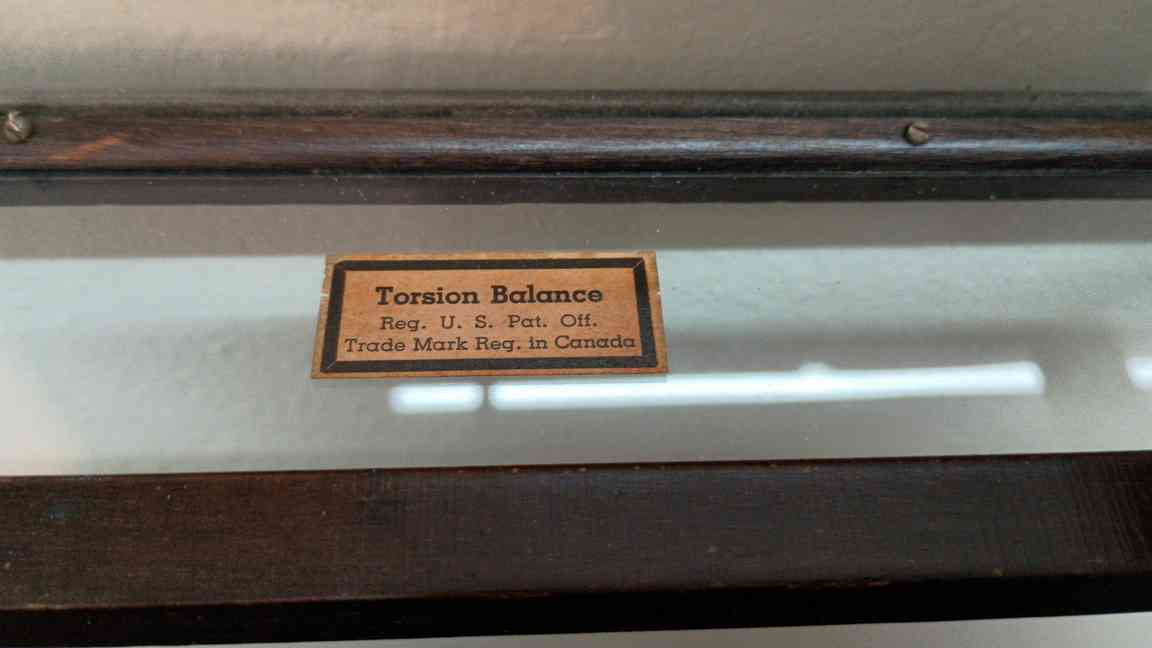 Torsion Balance
Reg. U. S. Pat. Off.
Trade Mark Reg. in Canada